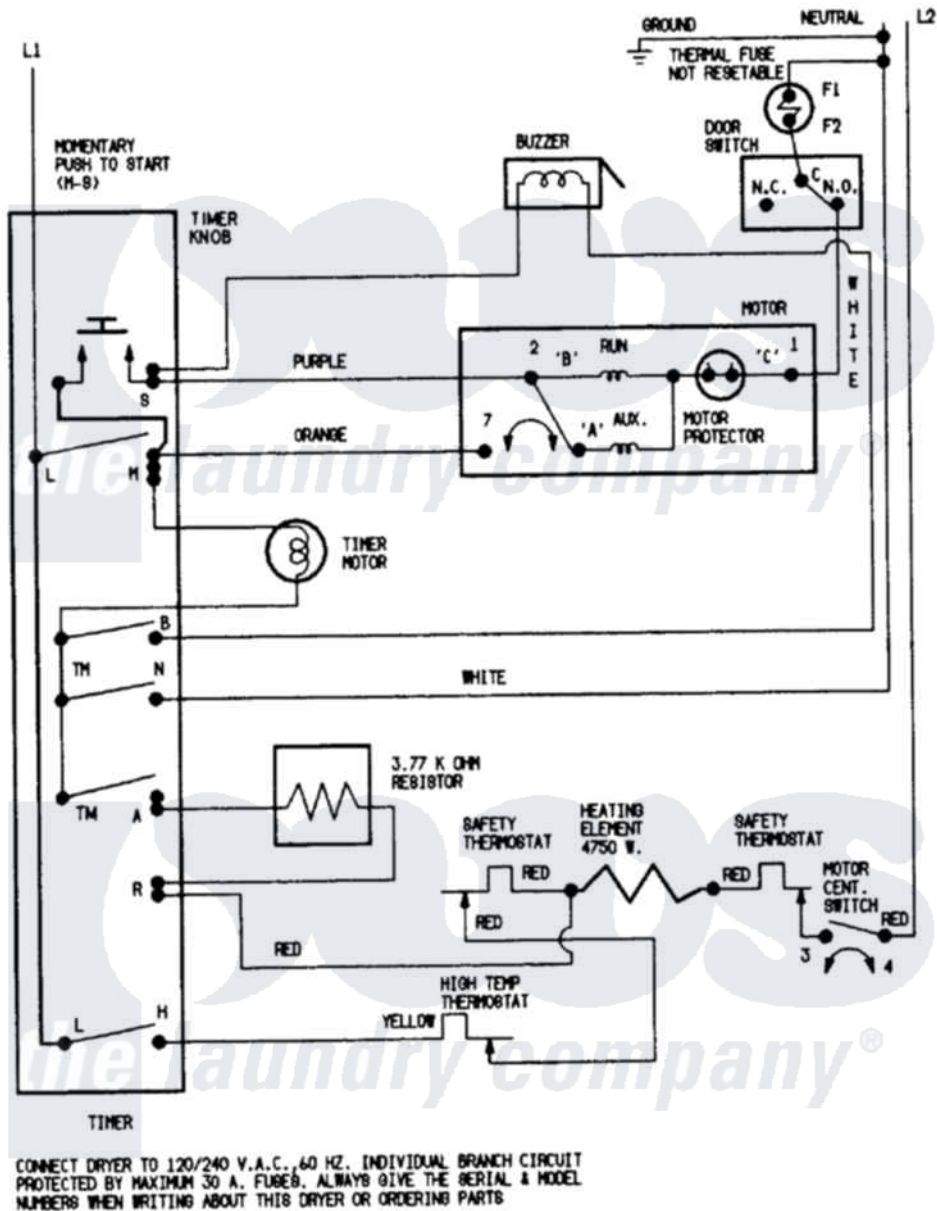 L1
GROUND
NEUTRAL
L2
THERMAL FUSE
NOT RESETABLE
F1
F2
DOOR
SWITCH
N.C.
C
N.O.
MOMENTARY
PUSH TO START
(M-S)
BUZZER
TIMER
KNOB
WHITE
MOTOR
S
PURPLE
2
'B'
RUN
'C'
1
7
'A'
AUX.
MOTOR
PROTECTOR
ORANGE
L
M
the laundry company®
TIMER
MOTOR
B
TM
N
WHITE
3.77 K OHM
RESISTOR
TM
A
SAFETY
THERMOSTAT
HEATING
ELEMENT
4750 W.
SAFETY
THERMOSTAT
RED
RED
MOTOR
CENT.
SWITCH
R
RED
RED
RED
3
4
HIGH TEMP
THERMOSTAT
L
H
YELLOW
the laundry company®
TIMER
CONNECT DRYER TO 120/240 V.A.C.,60 HZ. INDIVIDUAL BRANCH CIRCUIT
PROTECTED BY MAXIMUM 30 A. FUSES. ALWAYS GIVE THE SERIAL & MODEL
NUMBERS WHEN WRITING ABOUT THIS DRYER OR ORDERING PARTS